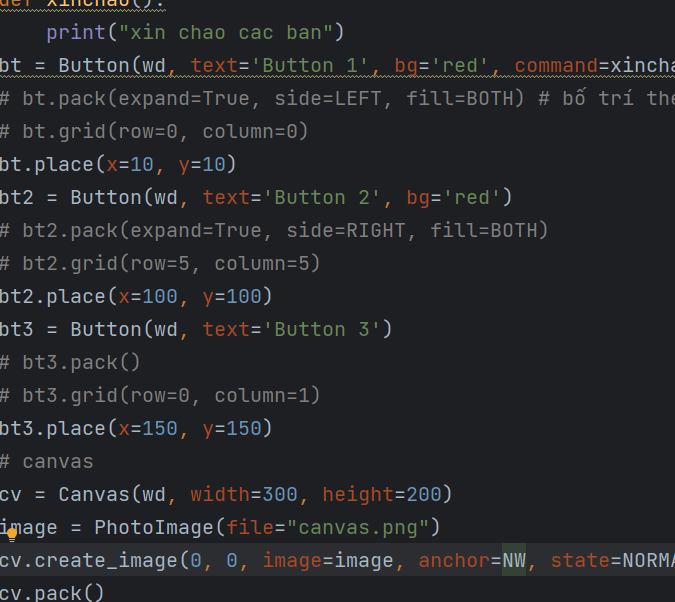 def xinchao():
print("xin chao cac ban")
bt = Button(wd, text='Button 1', bg='red', command=xincha
# bt.pack(expand=True, side=LEFT, fill=BOTH) # bố trí the
# bt.grid(row=0, column=0)
bt.place(x=10, y=10)
bt2 = Button(wd, text='Button 2', bg='red')
# bt2.pack(expand=True, side=RIGHT, fill=BOTH)
# bt2.grid(row=5, column=5)
bt2.place(x=100, y=100)
bt3 = Button(wd, text='Button 3')
# bt3.pack()
# bt3.grid(row=0, column=1)
bt3.place(x=150, y=150)
# canvas
cv = Canvas(wd, width=300, height=200)
image = PhotoImage(file="canvas.png")
cv.create_image(0, 0, image=image, anchor=NW, state=NORMA
cv.pack()